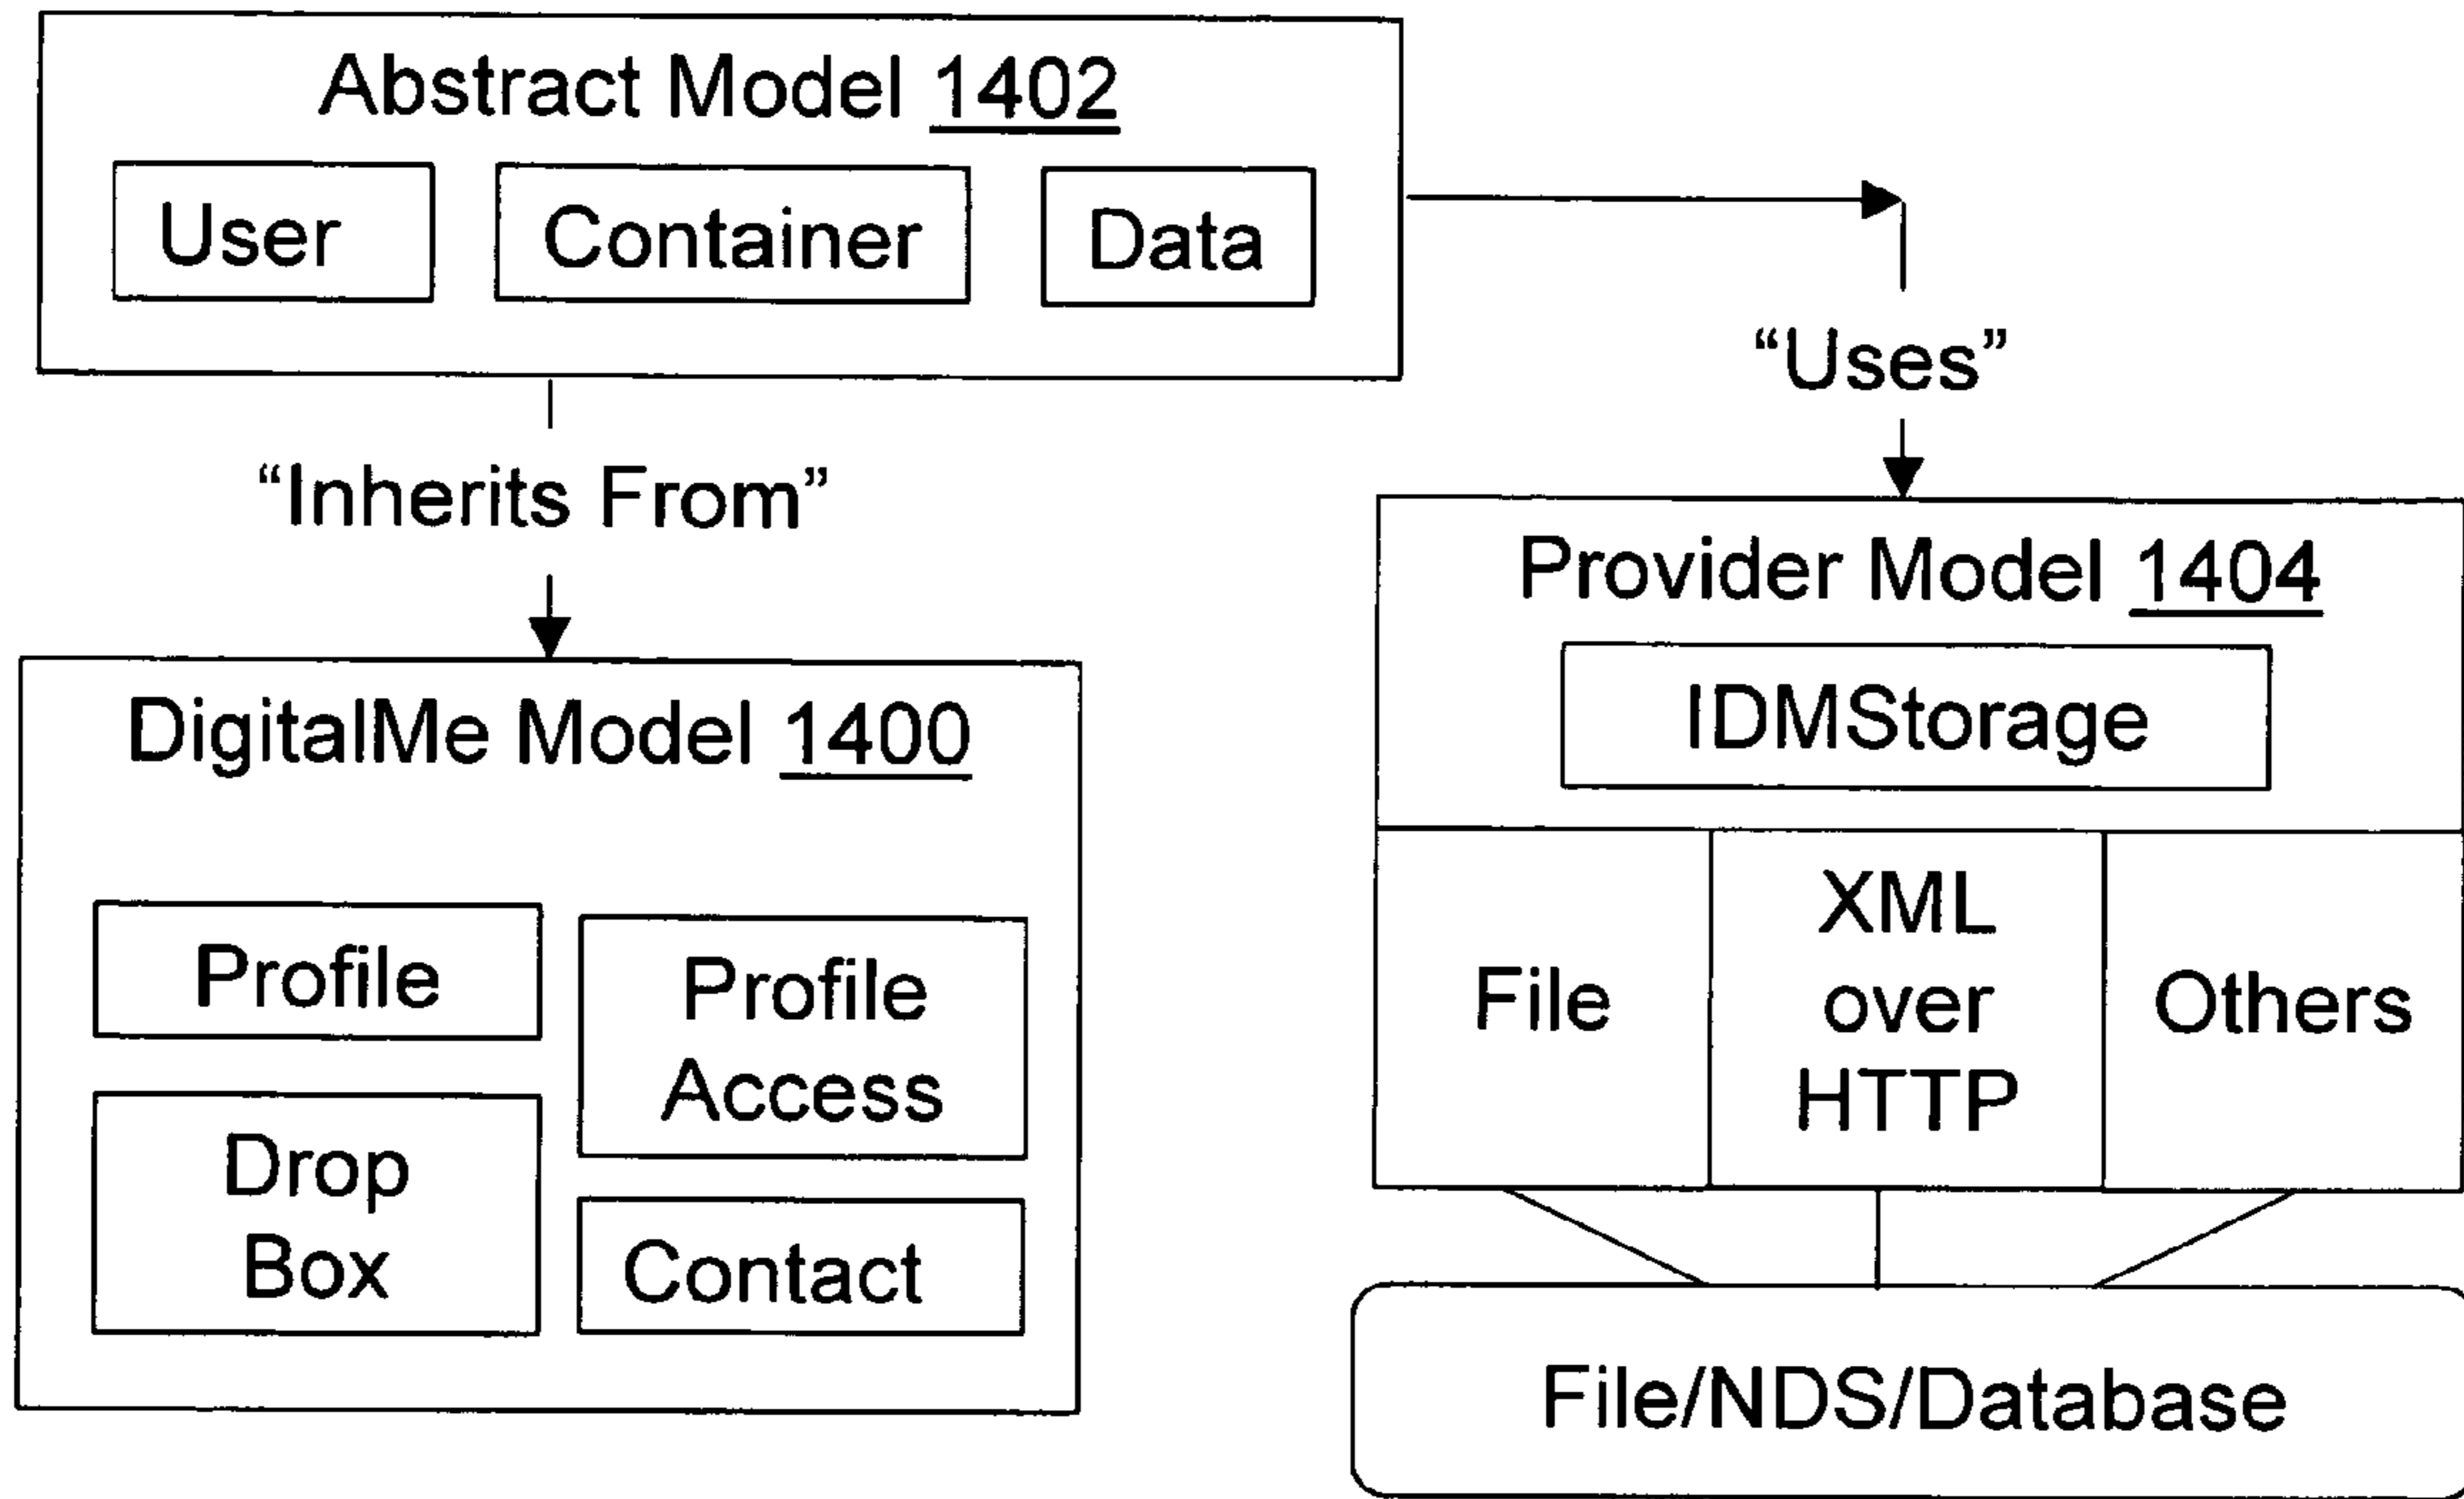 Abstract Model 1402
User
Container
Data
“Uses”
“Inherits From”
Provider Model 1404
IDMStorage
File
XML
over
HTTP
Others
File/NDS/Database
DigitalMe Model 1400
Profile
Profile
Access
Drop
Box
Contact